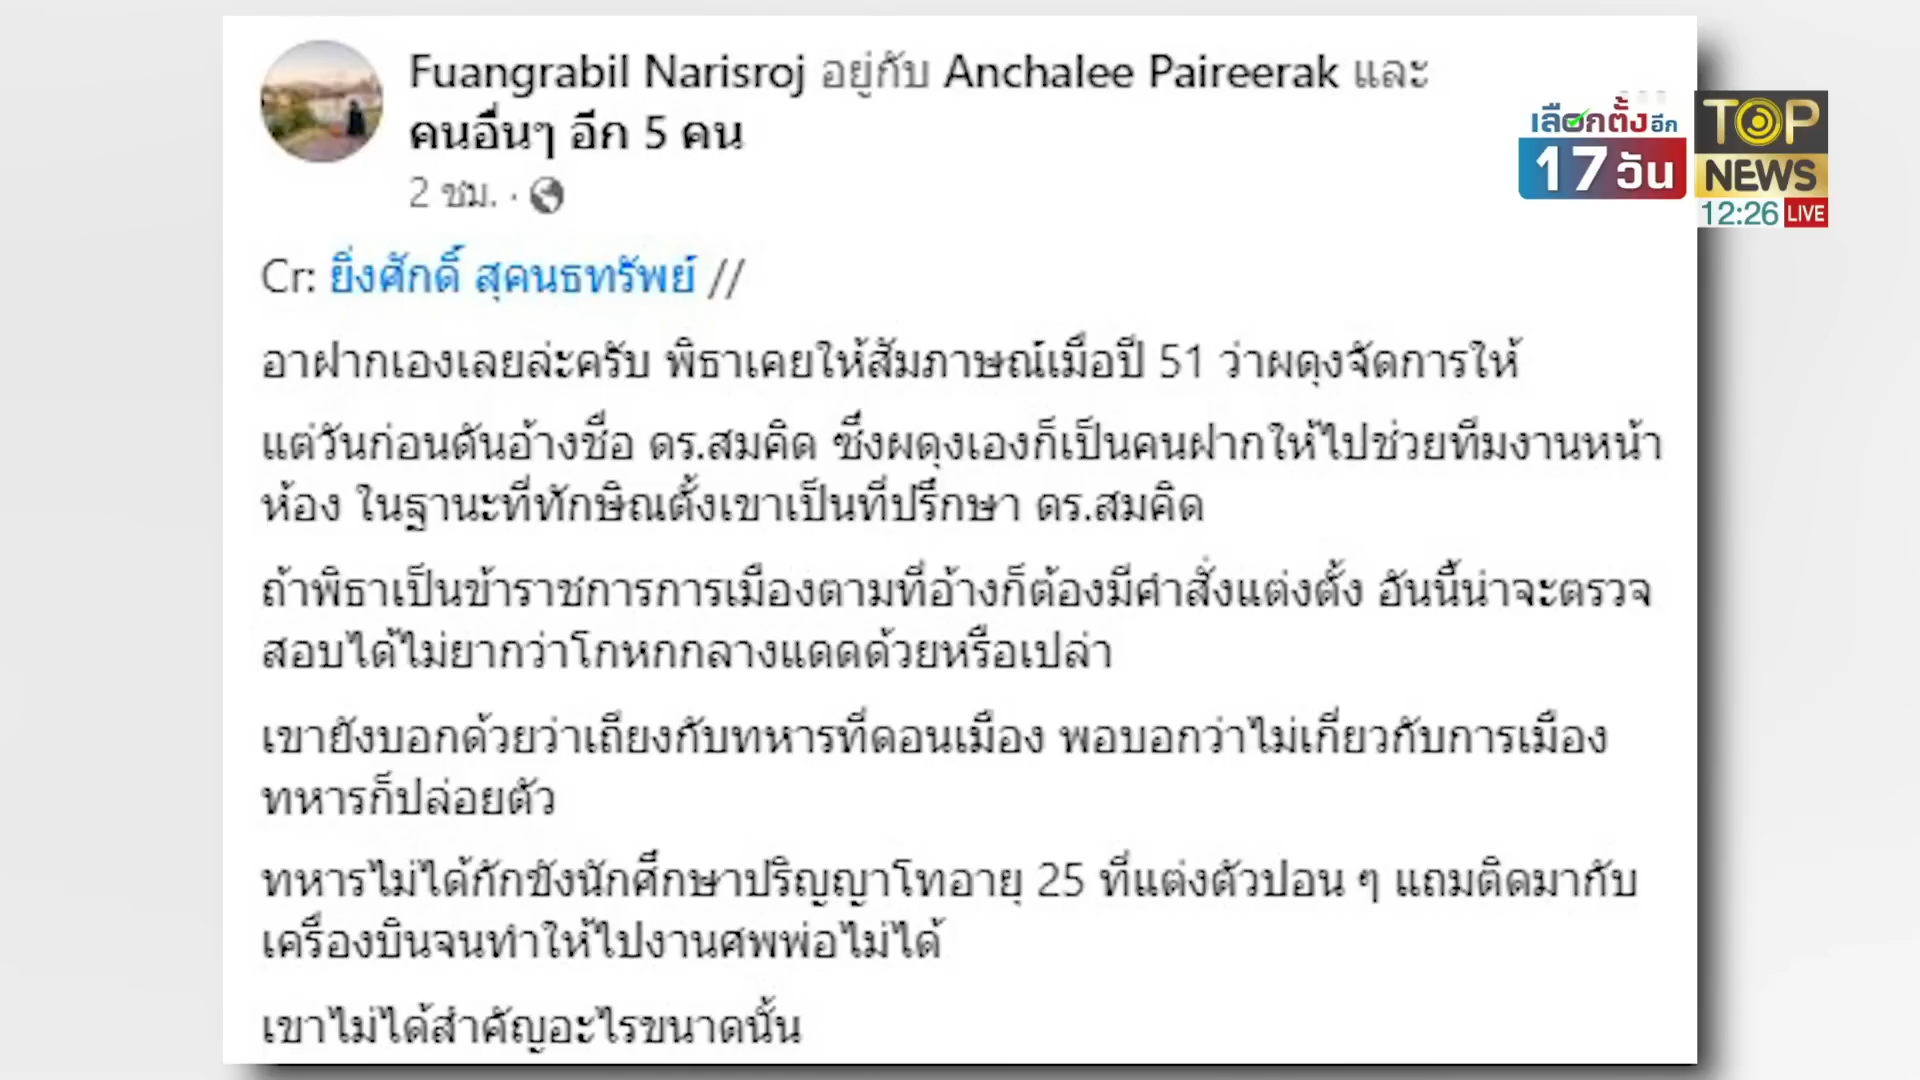 Fuangrabil Narisroj อยู่กับ Anchalee Paireerak และ
คนอื่นๆ อีก 5 คน
2 ชม. ·
เลือกตั้งอีก
17 วัน
TOP
NEWS
12:26 LIVE
Cr: ยิ่งศักดิ์ สุคนธทรัพย์ //
อาฝากเองเลยล่ะครับ พิธาเคยให้สัมภาษณ์เมื่อปี 51 ว่าผดุงจัดการให้
แต่วันก่อนดันอ้างชื่อ ดร.สมคิด ซึ่งผดุงเองก็เป็นคนฝากให้ไปช่วยทีมงานหน้า
ห้อง ในฐานะที่ทักษิณตั้งเขาเป็นที่ปรึกษา ดร.สมคิด
ถ้าพิธาเป็นข้าราชการการเมืองตามที่อ้างก็ต้องมีคำสั่งแต่งตั้ง อันนี้น่าจะตรวจ
สอบได้ไม่ยากว่าโกหกกลางแดดด้วยหรือเปล่า
เขายังบอกด้วยว่าเถียงกับทหารที่ดอนเมือง พอบอกว่าไม่เกี่ยวกับการเมือง
ทหารก็ปล่อยตัว
ทหารไม่ได้กักขังนักศึกษาปริญญาโทอายุ 25 ที่แต่งตัวปอน ๆ แถมติดมากับ
เครื่องบินจนทำให้ไปงานศพพ่อไม่ได้
เขาไม่ได้สำคัญอะไรขนาดนั้น